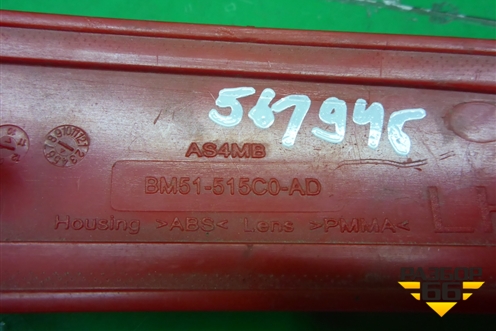 567946
AS4MB
BM51-515C0-AD
Housing >ABS< Lens >PMMA<
66